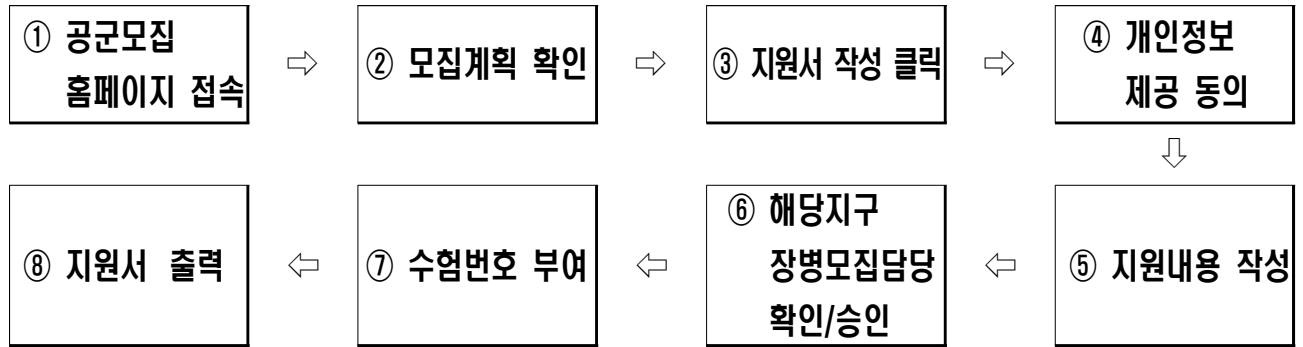 ① 공군모집
홈페이지 접속
② 모집계획 확인
③ 지원서 작성 클릭
④ 개인정보
제공 동의
⑤ 지원내용 작성
⑥ 해당지구
장병모집담당
확인/승인
⑦ 수험번호 부여
⑧ 지원서 출력